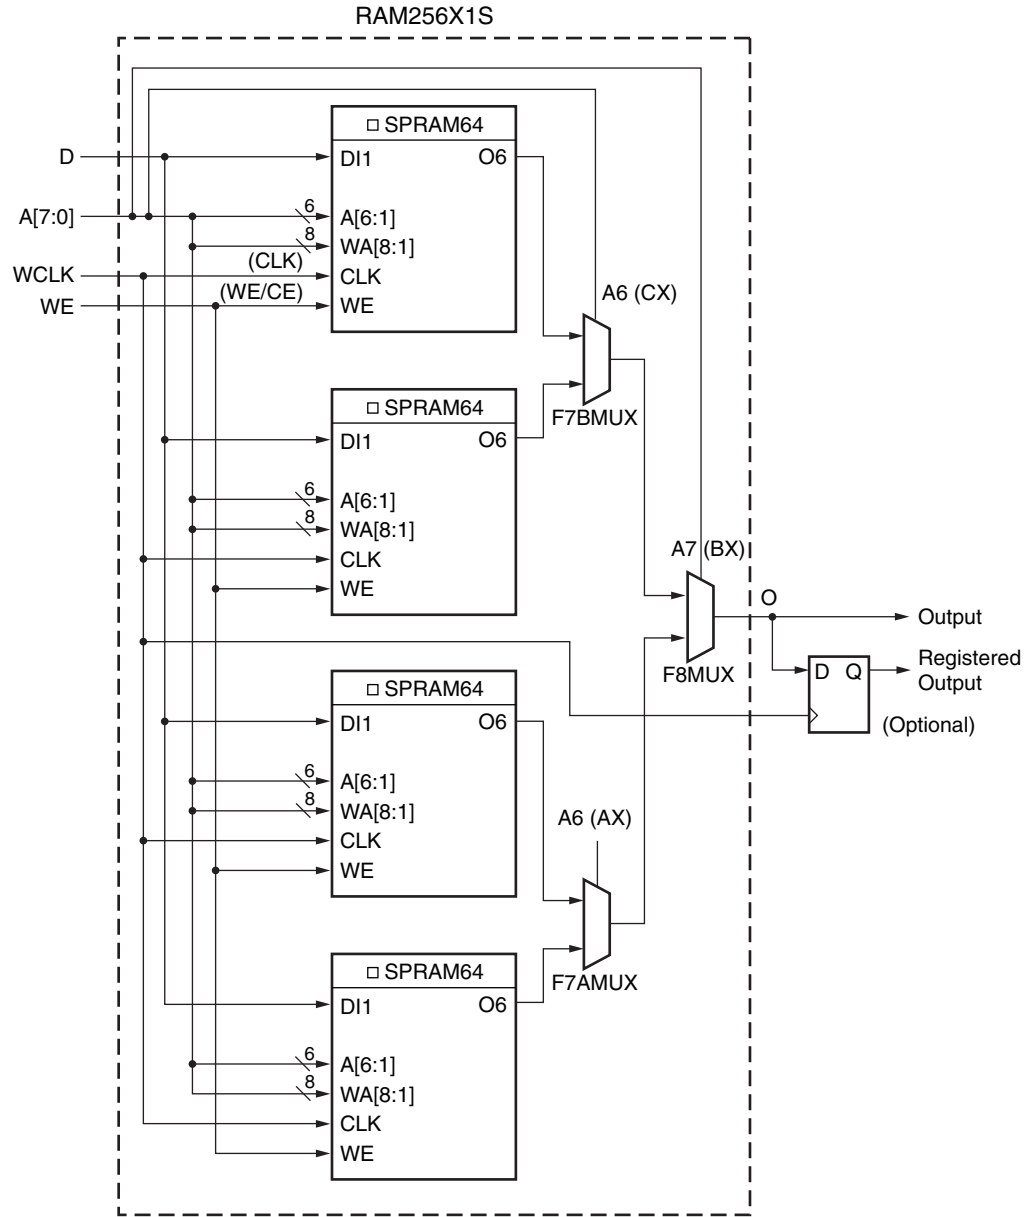 RAM256X1S
SPRAM64
D
DI1
O6
A[7:0]
6
A[6:1]
8
WA[8:1]
WCLK
(CLK)
CLK
WE
(WE/CE)
WE
A6 (CX)
F7BMUX
SPRAM64
DI1
O6
6
A[6:1]
8
WA[8:1]
CLK
WE
A7 (BX)
F8MUX
O
Output
D Q
Registered
Output
(Optional)
SPRAM64
DI1
O6
6
A[6:1]
8
WA[8:1]
CLK
WE
A6 (AX)
F7AMUX
SPRAM64
DI1
O6
6
A[6:1]
8
WA[8:1]
CLK
WE